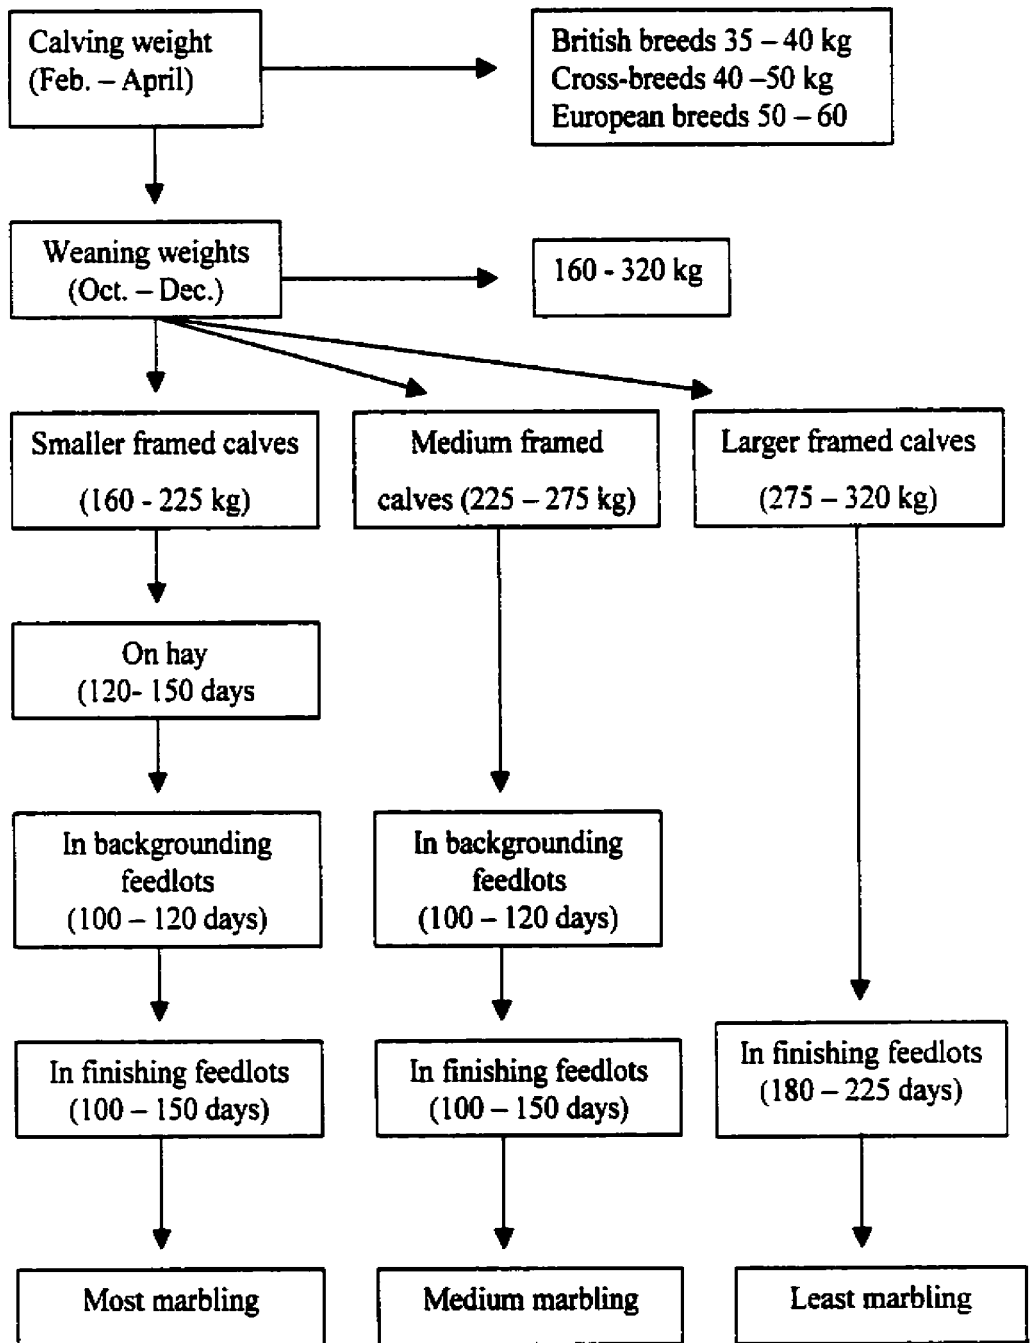 Calving weight
(Feb. – April)
British breeds 35 – 40 kg
Cross-breeds 40 –50 kg
European breeds 50 – 60
Weaning weights
(Oct. – Dec.)
160 - 320 kg
Smaller framed calves
(160 - 225 kg)
Medium framed
calves (225 – 275 kg)
Larger framed calves
(275 – 320 kg)
On hay
(120- 150 days
In backgrounding
feedlots
(100 – 120 days)
In backgrounding
feedlots
(100 – 120 days)
In finishing feedlots
(100 – 150 days)
In finishing feedlots
(100 – 150 days)
In finishing feedlots
(180 – 225 days)
Most marbling
Medium marbling
Least marbling